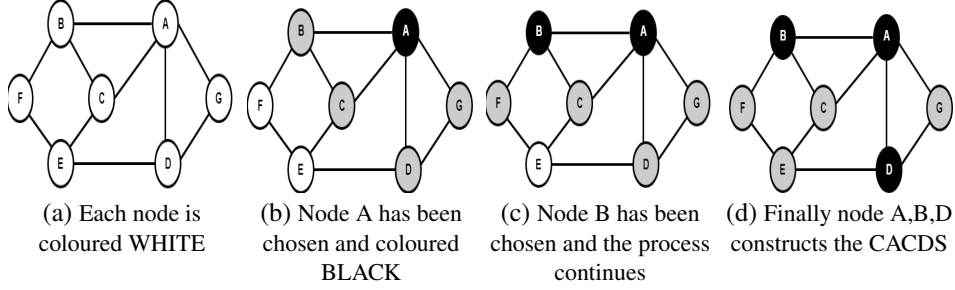 B A
F C G
E D
B A
F C G
E D
B A
F C G
E D
B A
F C G
E D
(a) Each node is
coloured WHITE
(b) Node A has been
chosen and coloured
BLACK
(c) Node B has been
chosen and the process
continues
(d) Finally node A,B,D
constructs the CACDS